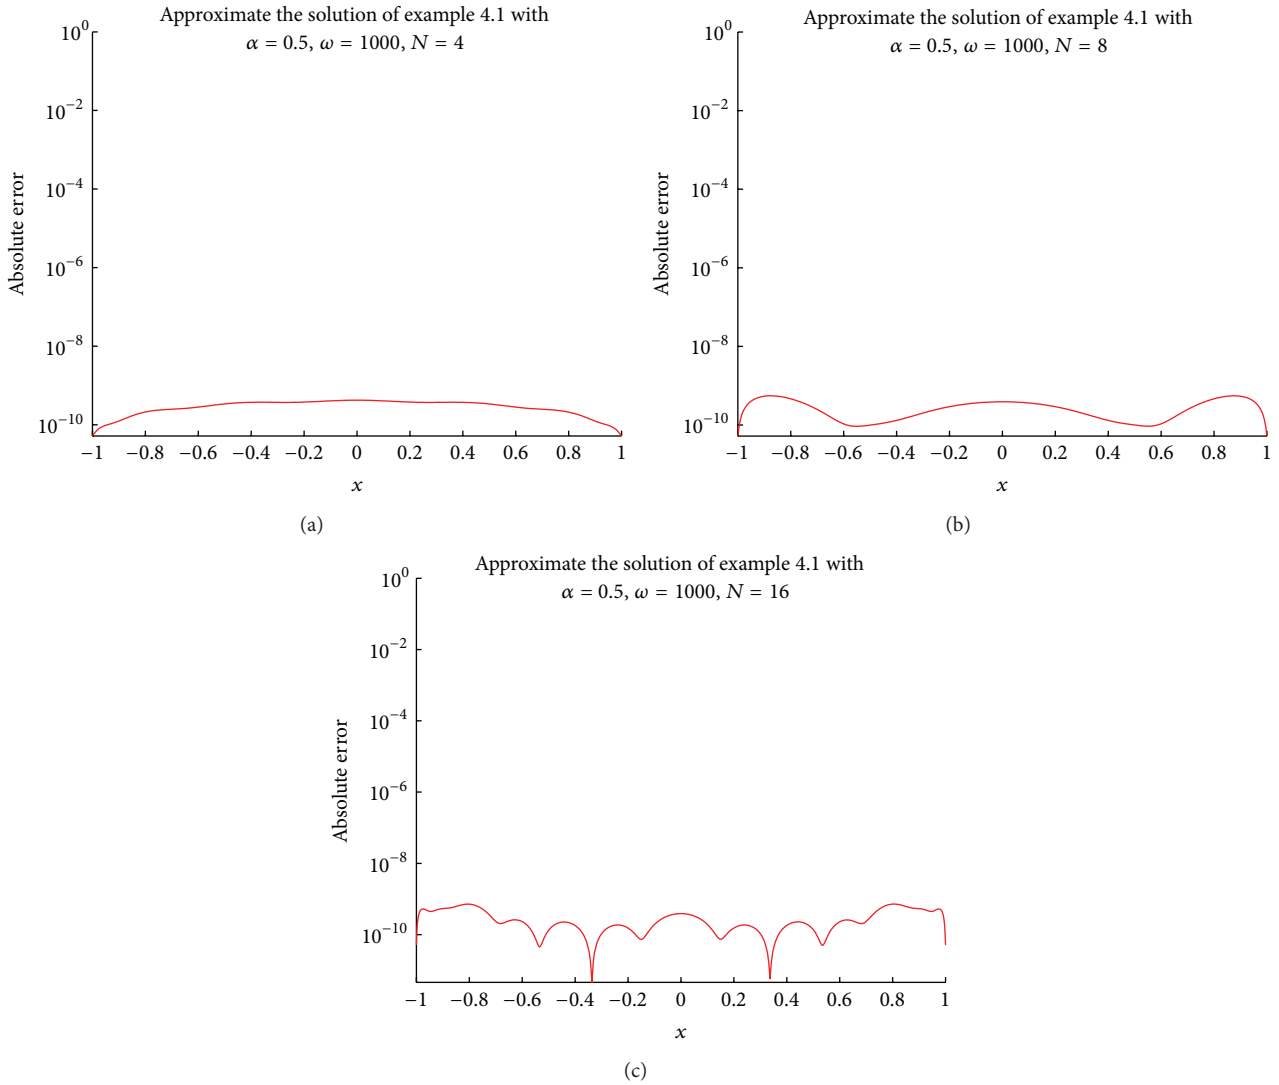 Approximate the solution of example 4.1 with
α = 0.5, ω = 1000, N = 4
10^0
10^−2
10^−4
10^−6
10^−8
10^−10
Absolute error
−1 −0.8 −0.6 −0.4 −0.2 0 0.2 0.4 0.6 0.8 1
x
(a)
Approximate the solution of example 4.1 with
α = 0.5, ω = 1000, N = 8
10^0
10^−2
10^−4
10^−6
10^−8
10^−10
Absolute error
−1 −0.8 −0.6 −0.4 −0.2 0 0.2 0.4 0.6 0.8 1
x
(b)
Approximate the solution of example 4.1 with
α = 0.5, ω = 1000, N = 16
10^0
10^−2
10^−4
10^−6
10^−8
10^−10
Absolute error
−1 −0.8 −0.6 −0.4 −0.2 0 0.2 0.4 0.6 0.8 1
x
(c)